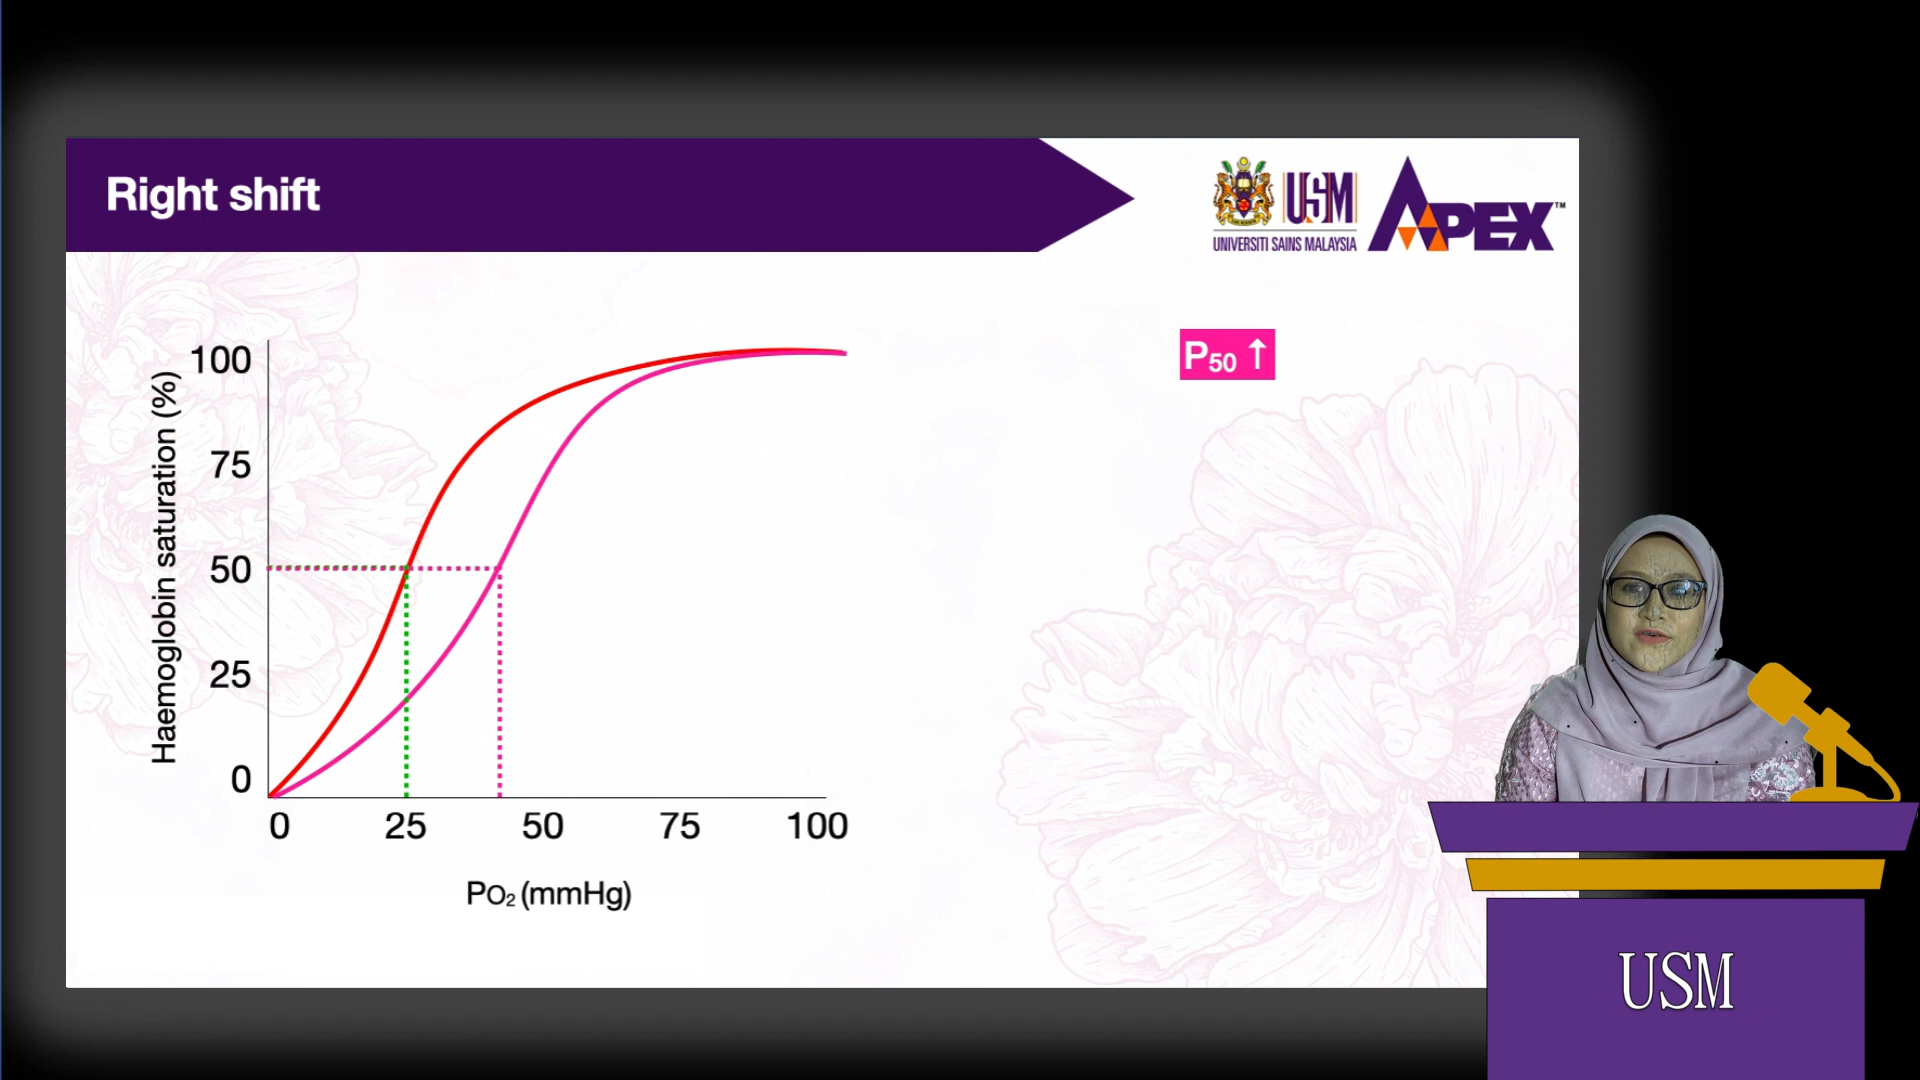 Right shift
USM
UNIVERSITI SAINS MALAYSIA
APEX™
P50 ↑
Haemoglobin saturation (%)
100
75
50
25
0
0 25 50 75 100
PO2 (mmHg)
USM